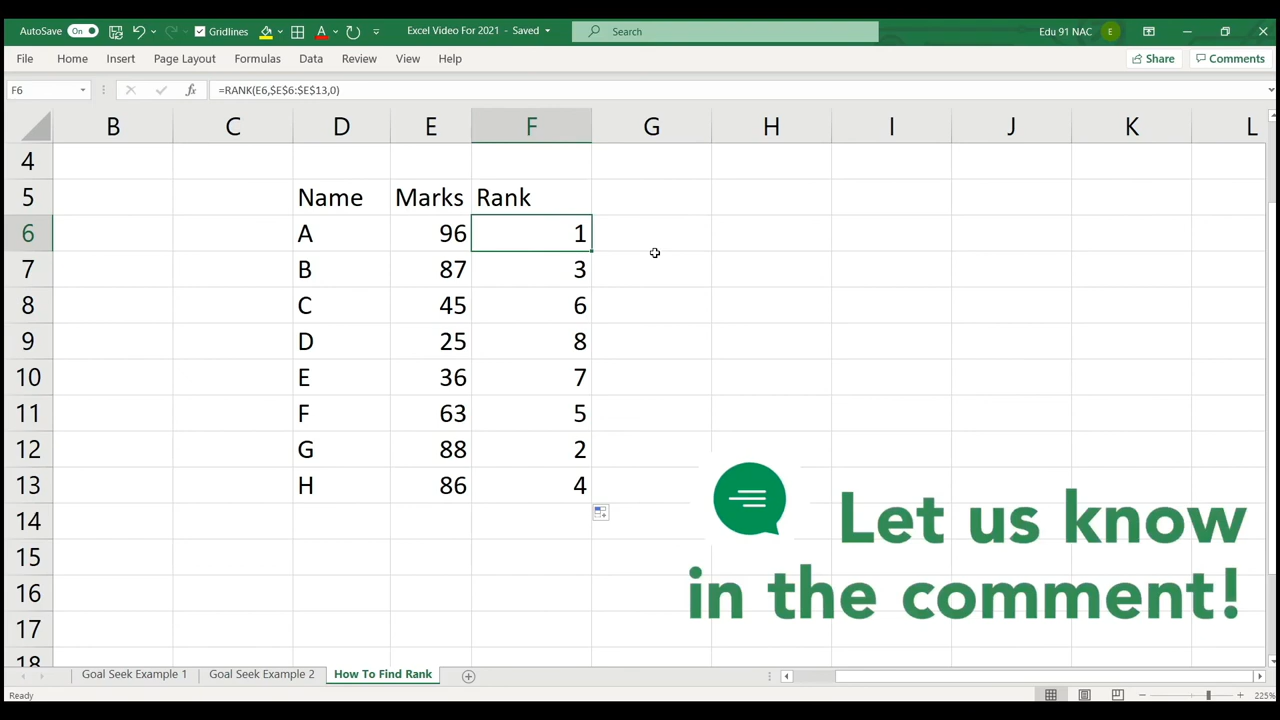 AutoSave On Gridlines A Excel Video For 2021 - Saved Search Edu 91 NAC E
File Home Insert Page Layout Formulas Data Review View Help Share Comments
F6 fx =RANK(E6,$E$6:$E$13,0)
B C D E F G H I J K L
4
5 Name Marks Rank
6 A 96 1
7 B 87 3
8 C 45 6
9 D 25 8
10 E 36 7
11 F 63 5
12 G 88 2
13 H 86 4
14
15
16
17
18
Let us know
in the comment!
Goal Seek Example 1 Goal Seek Example 2 How To Find Rank
Ready 225%